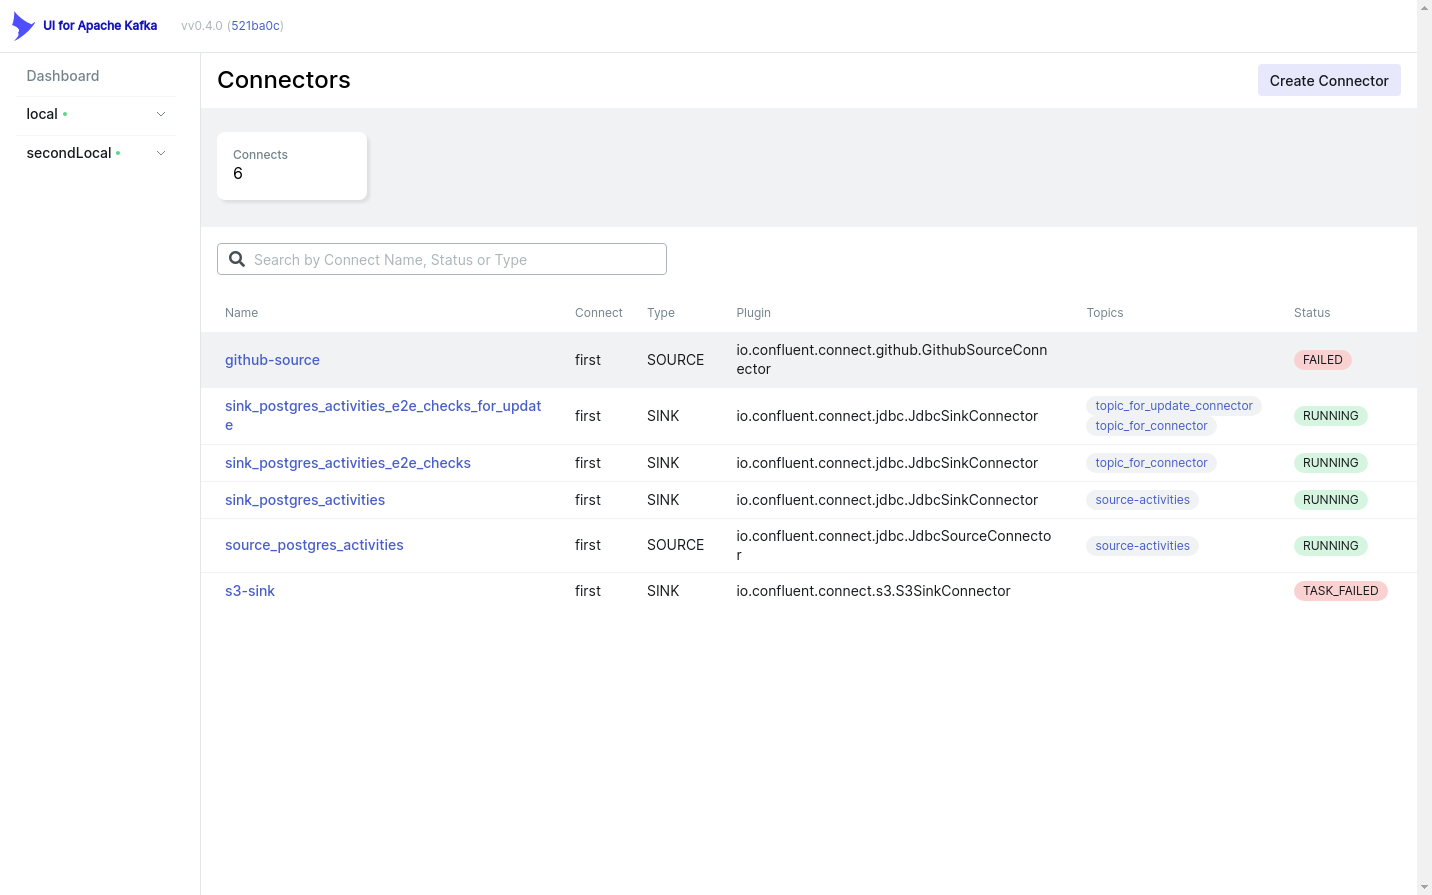 UI for Apache Kafka
vv0.4.0 (521ba0c)
Dashboard
local
secondLocal
Connectors
Create Connector
Connects
6
Search by Connect Name, Status or Type
Name Connect Type Plugin Topics Status
github-source first SOURCE io.confluent.connect.github.GithubSourceConn
ector
FAILED
sink_postgres_activities_e2e_checks_for_updat
e
first SINK io.confluent.connect.jdbc.JdbcSinkConnector
topic_for_update_connector
topic_for_connector
RUNNING
sink_postgres_activities_e2e_checks first SINK io.confluent.connect.jdbc.JdbcSinkConnector topic_for_connector RUNNING
sink_postgres_activities first SINK io.confluent.connect.jdbc.JdbcSinkConnector source-activities RUNNING
source_postgres_activities first SOURCE io.confluent.connect.jdbc.JdbcSourceConnecto
r
source-activities RUNNING
s3-sink first SINK io.confluent.connect.s3.S3SinkConnector TASK_FAILED